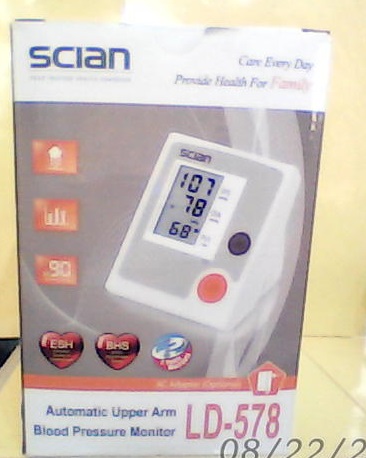 scian
Care Every Day
Provide Health For Family
scian
107
78
68
90
ESH
BHS
AC Adapter (Optional)
Automatic Upper Arm
Blood Pressure Monitor
LD-578
08/22/2